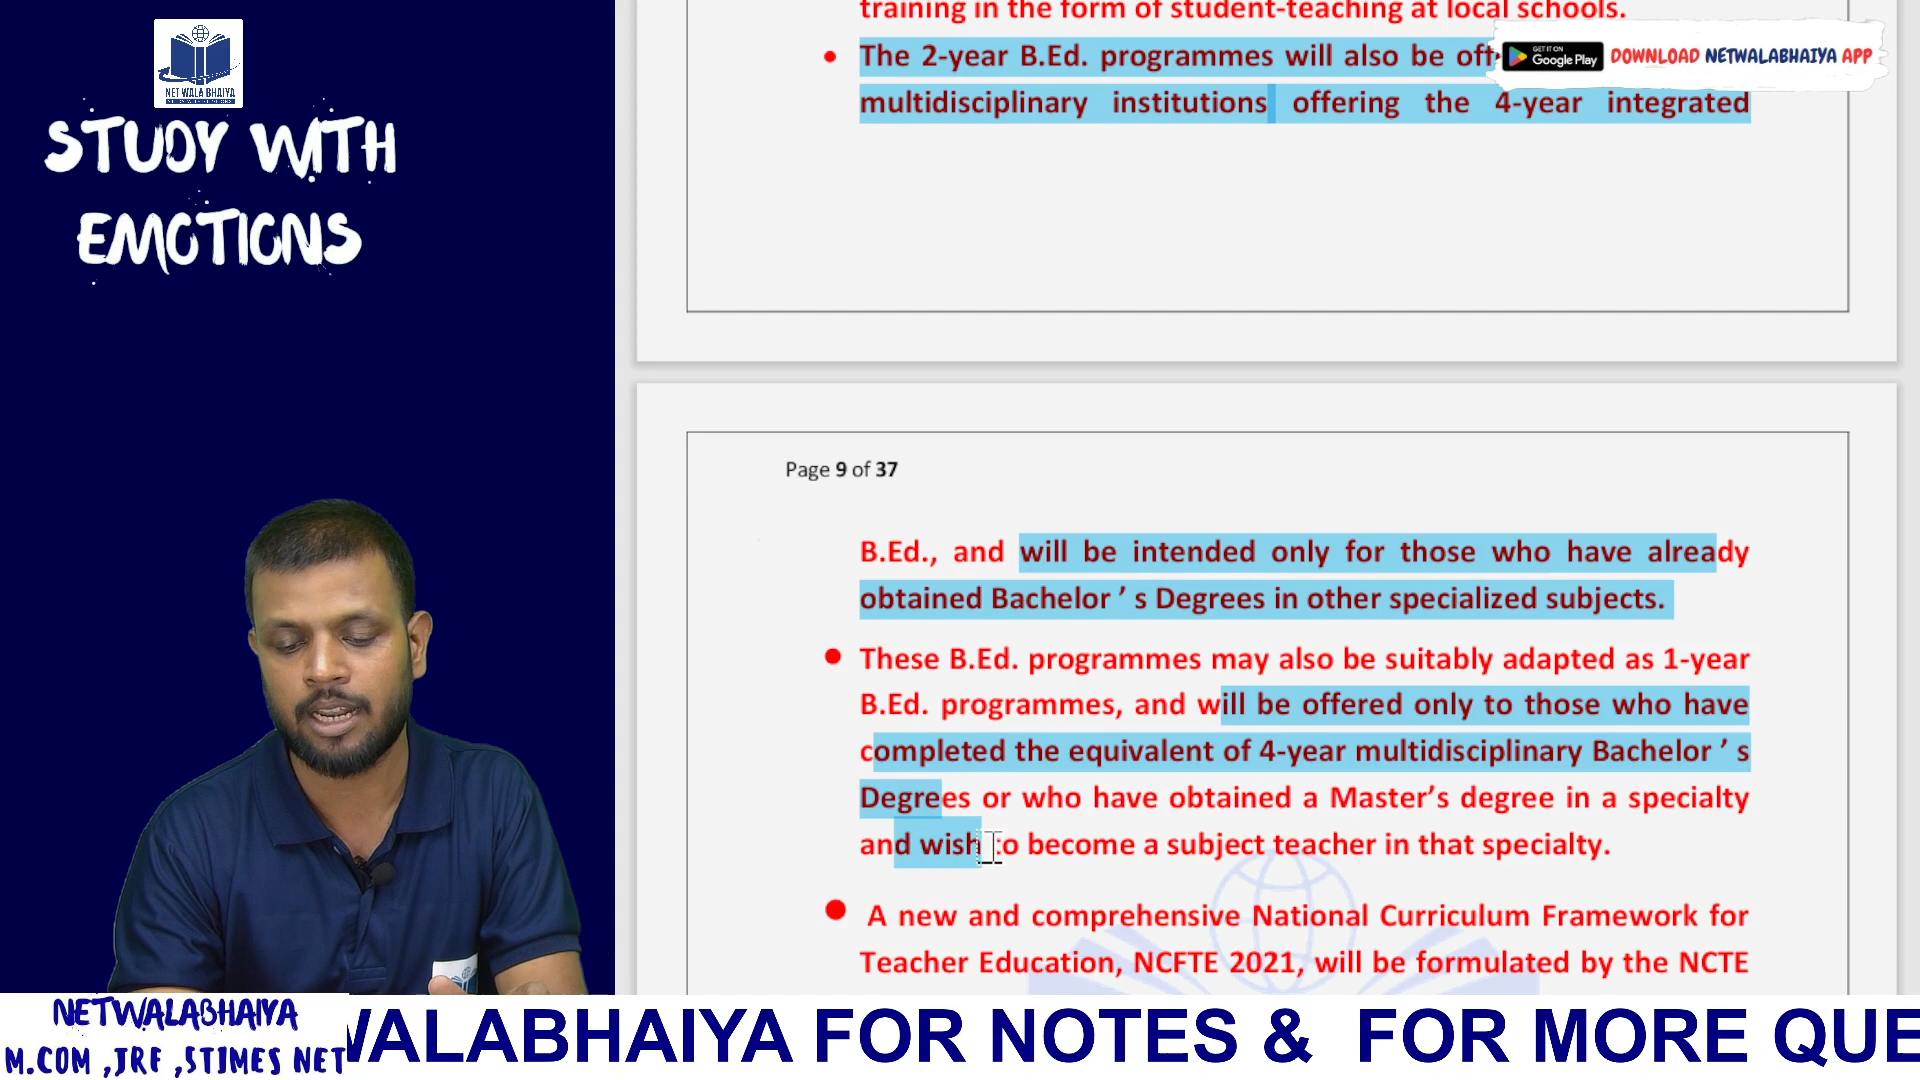 NET WALA BHAIYA
STUDY WITH
EMOTIONS
training in the form of student-teaching at local schools.
• The 2-year B.Ed. programmes will also be off
GET IT ON
Google Play
DOWNLOAD NETWALABHAIYA APP
multidisciplinary institutions offering the 4-year integrated
Page 9 of 37
B.Ed., and will be intended only for those who have already
obtained Bachelor ’ s Degrees in other specialized subjects.
• These B.Ed. programmes may also be suitably adapted as 1-year
B.Ed. programmes, and will be offered only to those who have
completed the equivalent of 4-year multidisciplinary Bachelor ’ s
Degrees or who have obtained a Master’s degree in a specialty
and wish to become a subject teacher in that specialty.
• A new and comprehensive National Curriculum Framework for
Teacher Education, NCFTE 2021, will be formulated by the NCTE
NETWALABHAIYA
M.COM ,JRF ,5TIMES NET
WALABHAIYA FOR NOTES & FOR MORE QUE